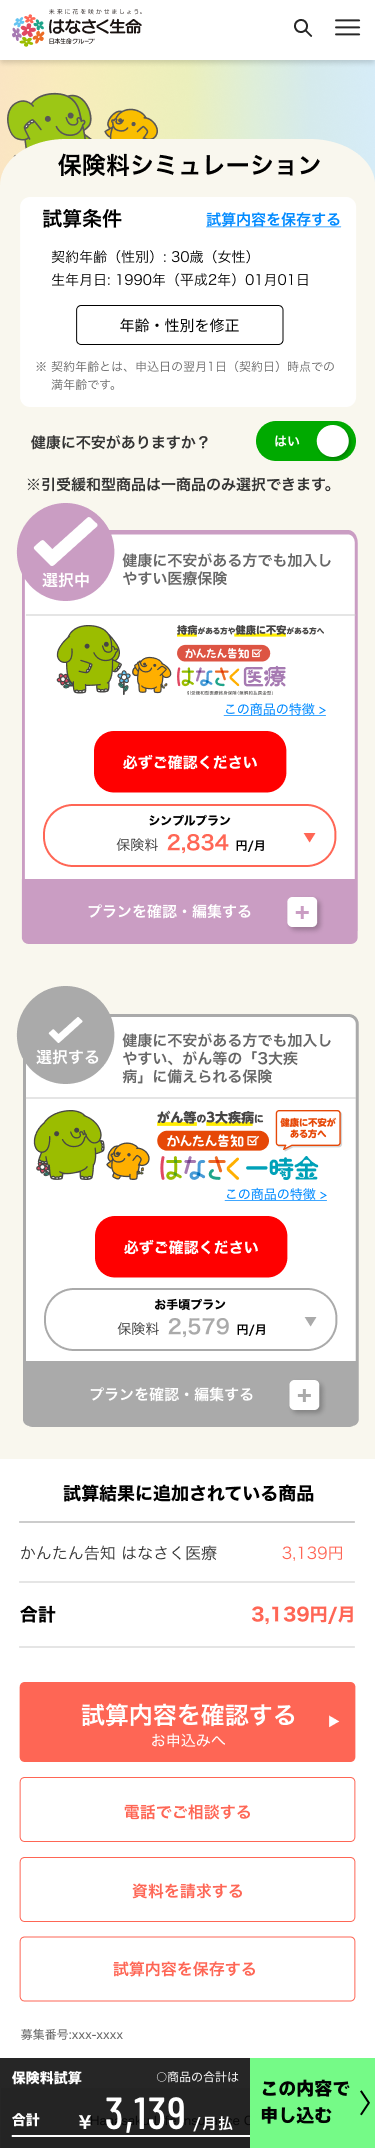 未来に花を咲かせましょう。
はなさく生命
日本生命グループ
保険料シミュレーション
試算条件
試算内容を保存する
契約年齢（性別）: 30歳（女性）
生年月日: 1990年（平成2年）01月01日
年齢・性別を修正
※ 契約年齢とは、申込日の翌月1日（契約日）時点での
満年齢です。
健康に不安がありますか？
はい
※引受緩和型商品は一商品のみ選択できます。
選択中
健康に不安がある方でも加入し
やすい医療保険
持病がある方や健康に不安がある方へ
かんたん告知
はなさく医療
この商品の特徴 >
必ずご確認ください
シンプルプラン
保険料 2,834 円/月
▼
プランを確認・編集する
+
選択する
健康に不安がある方でも加入し
やすい、がん等の「3大疾
病」に備えられる保険
がん等の3大疾病に
かんたん告知
健康に不安が
ある方へ
はなさく一時金
この商品の特徴 >
必ずご確認ください
お手頃プラン
保険料 2,579 円/月
▼
プランを確認・編集する
+
試算結果に追加されている商品
かんたん告知 はなさく医療 3,139円
合計 3,139円/月
試算内容を確認する
お申込みへ
電話でご相談する
資料を請求する
試算内容を保存する
募集番号:xxx-xxxx
保険料試算
○商品の合計は
合計 ¥ 3,139 /月払
この内容で
申し込む